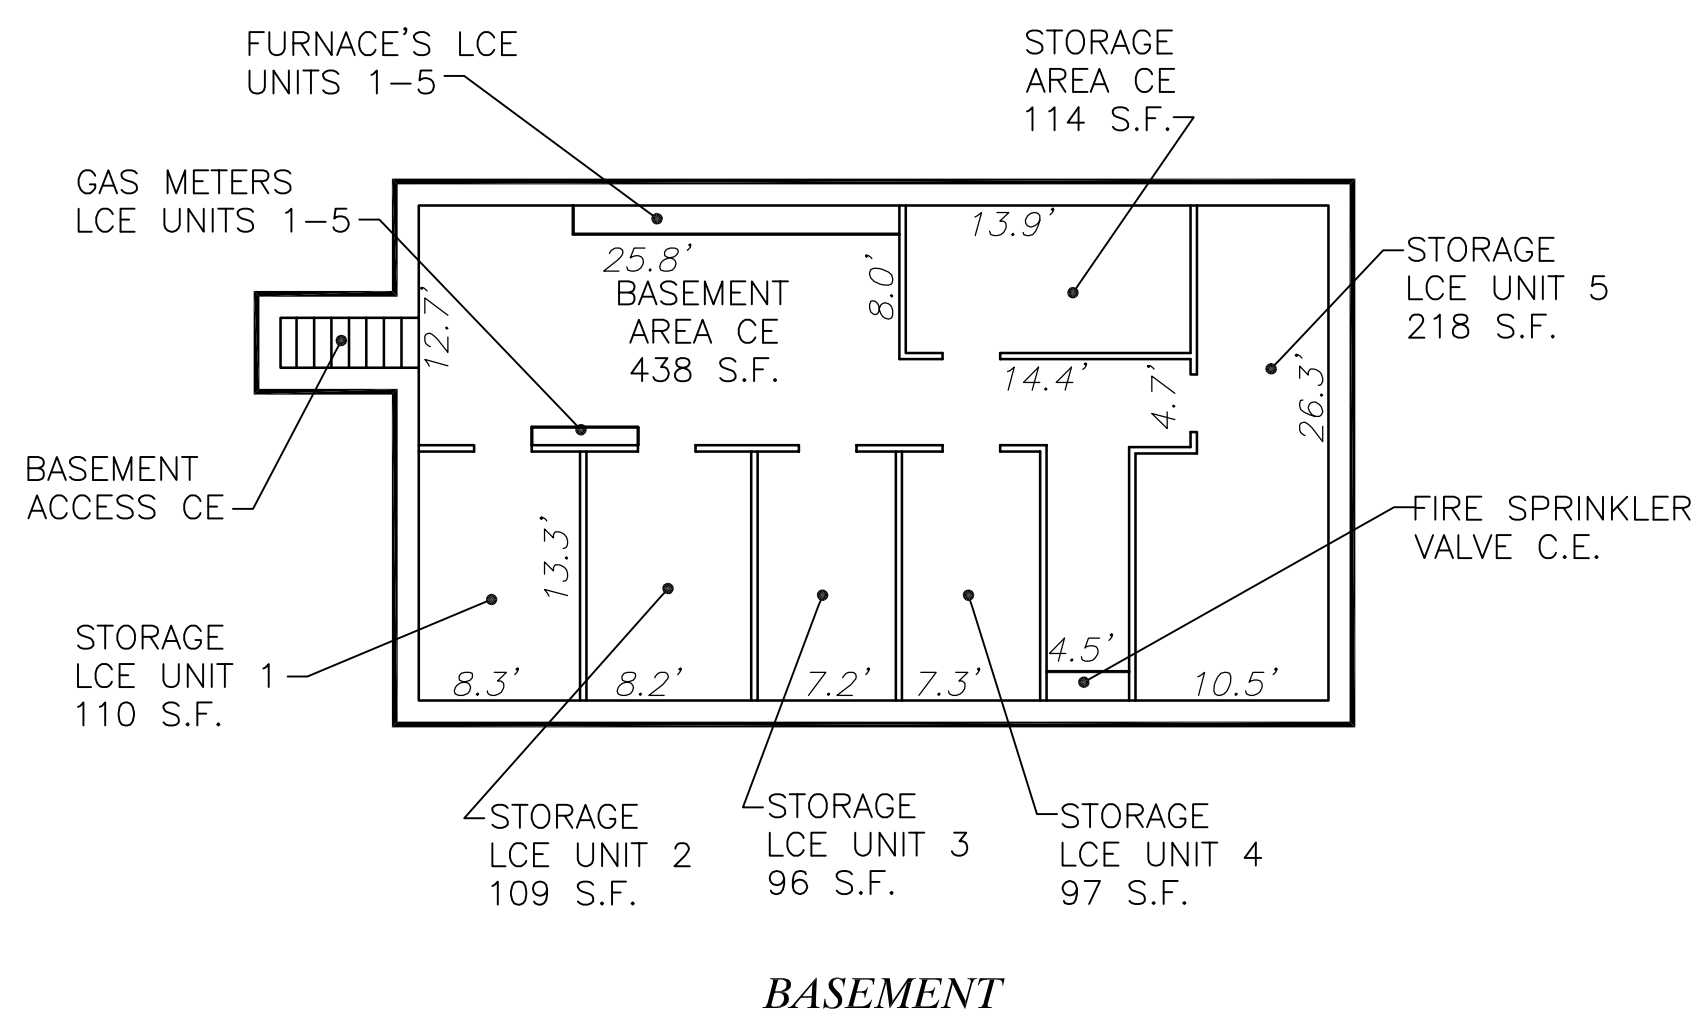 FURNACE'S LCE
UNITS 1-5
STORAGE
AREA CE
114 S.F.
GAS METERS
LCE UNITS 1-5
13.9'
25.8'
BASEMENT
AREA CE
438 S.F.
8.0'
12.7'
STORAGE
LCE UNIT 5
218 S.F.
14.4'
4.7'
26.3'
BASEMENT
ACCESS CE
FIRE SPRINKLER
VALVE C.E.
13.3'
STORAGE
LCE UNIT 1
110 S.F.
8.3'
8.2'
7.2'
7.3'
4.5'
10.5'
STORAGE
LCE UNIT 2
109 S.F.
STORAGE
LCE UNIT 3
96 S.F.
STORAGE
LCE UNIT 4
97 S.F.
BASEMENT